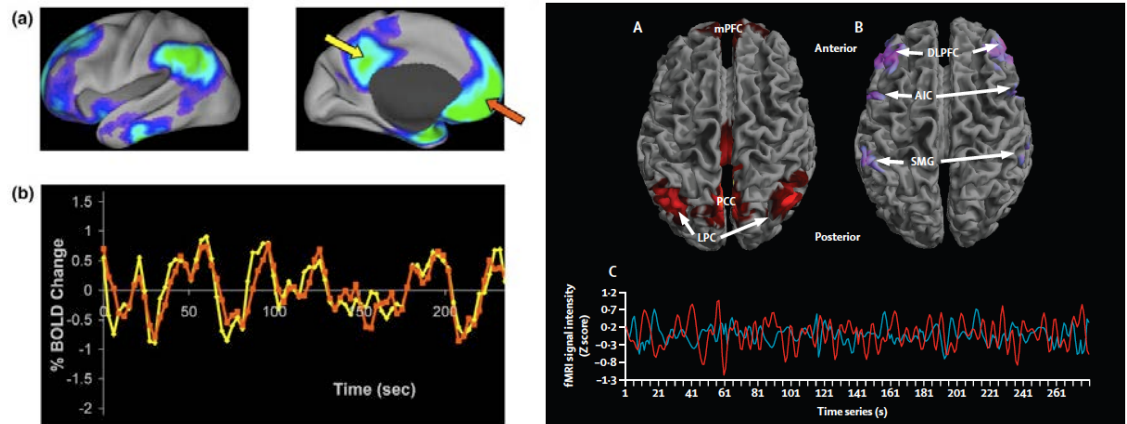 (a)
(b)
1.5
1
0.5
0
-0.5
-1
-1.5
-2
% BOLD Change
0
50
100
150
200
Time (sec)
A
mPFC
B
Anterior
DLPFC
AIC
SMG
PCC
LPC
Posterior
C
1·2
0·7
0·2
–0·3
–0·8
–1·3
fMRI signal intensity
(Z score)
1 21 41 61 81 101 121 141 161 181 201 221 241 261
Time series (s)